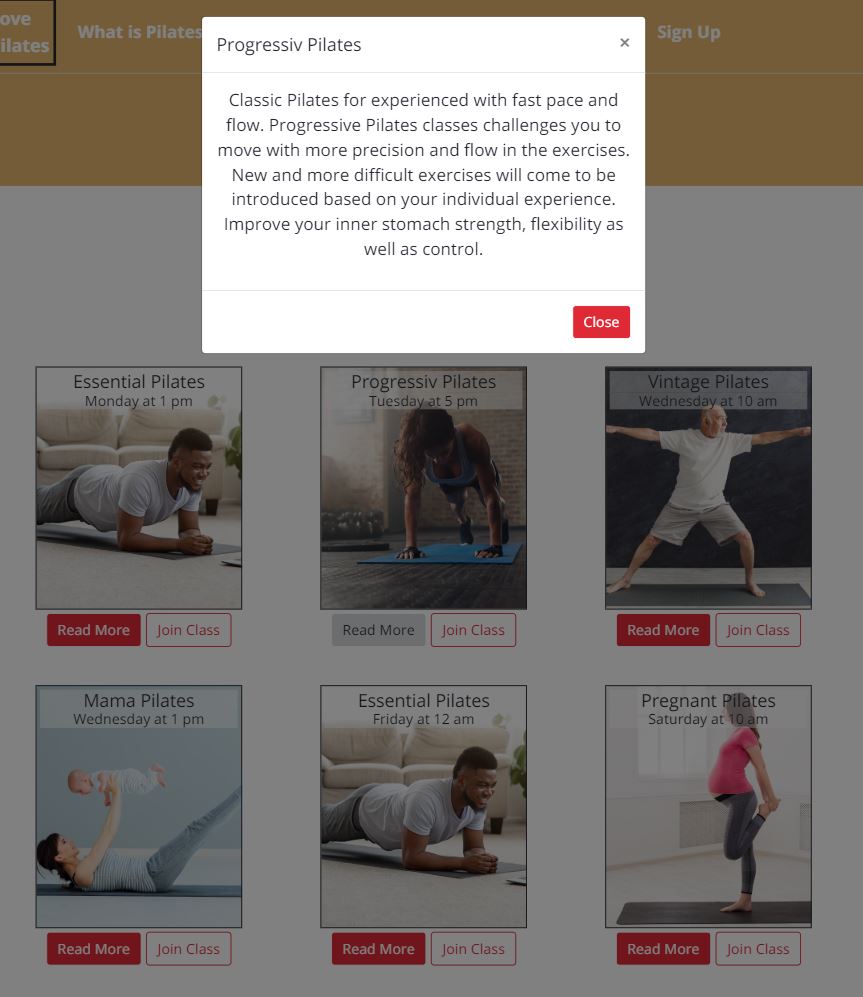 ove
ilates
What is Pilates
Sign Up
Progressiv Pilates
×
Classic Pilates for experienced with fast pace and
flow. Progressive Pilates classes challenges you to
move with more precision and flow in the exercises.
New and more difficult exercises will come to be
introduced based on your individual experience.
Improve your inner stomach strength, flexibility as
well as control.
Close
Essential Pilates
Monday at 1 pm
Read More
Join Class
Progressiv Pilates
Tuesday at 5 pm
Read More
Join Class
Vintage Pilates
Wednesday at 10 am
Read More
Join Class
Mama Pilates
Wednesday at 1 pm
Read More
Join Class
Essential Pilates
Friday at 12 am
Read More
Join Class
Pregnant Pilates
Saturday at 10 am
Read More
Join Class